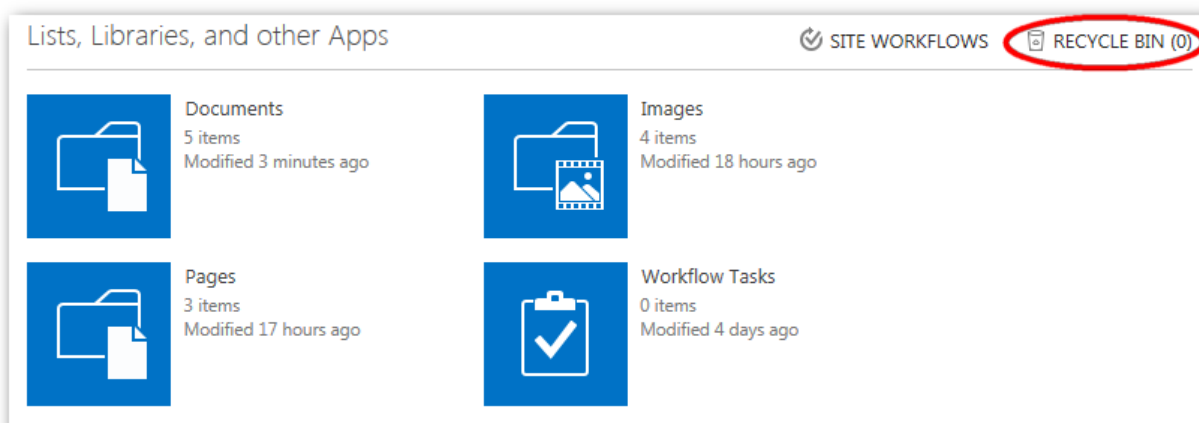 Lists, Libraries, and other Apps
SITE WORKFLOWS
RECYCLE BIN (0)
Documents
5 items
Modified 3 minutes ago
Images
4 items
Modified 18 hours ago
Pages
3 items
Modified 17 hours ago
Workflow Tasks
0 items
Modified 4 days ago